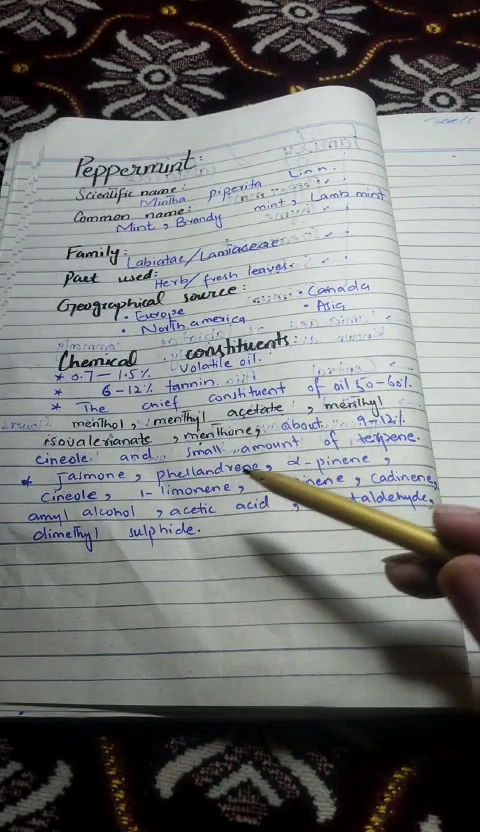 Peppermint:
Scientific name:
Mintha piperita Linn.
Common name:
Mint, Brandy mint, Lamb mint
Family:
Labiatae/Lamiaceae
Part used:
Herb/fresh leaves.
Geographical source:
• Europe • Canada
• North america • Asia
Chemical constituents:
* 0.7-1.5% Volatile oil.
* 6-12% tannin.
* The chief constituent of oil 50-60%
menthol, menthyl acetate, menthyl
isovalerianate, menthone, about 9-12%
cineole. and small amount of terpene.
* Jasmone, phellandrene, α-pinene,
Cineole, l-limonene, cadinene,
amyl alcohol, acetic acid,
dimethyl sulphide.